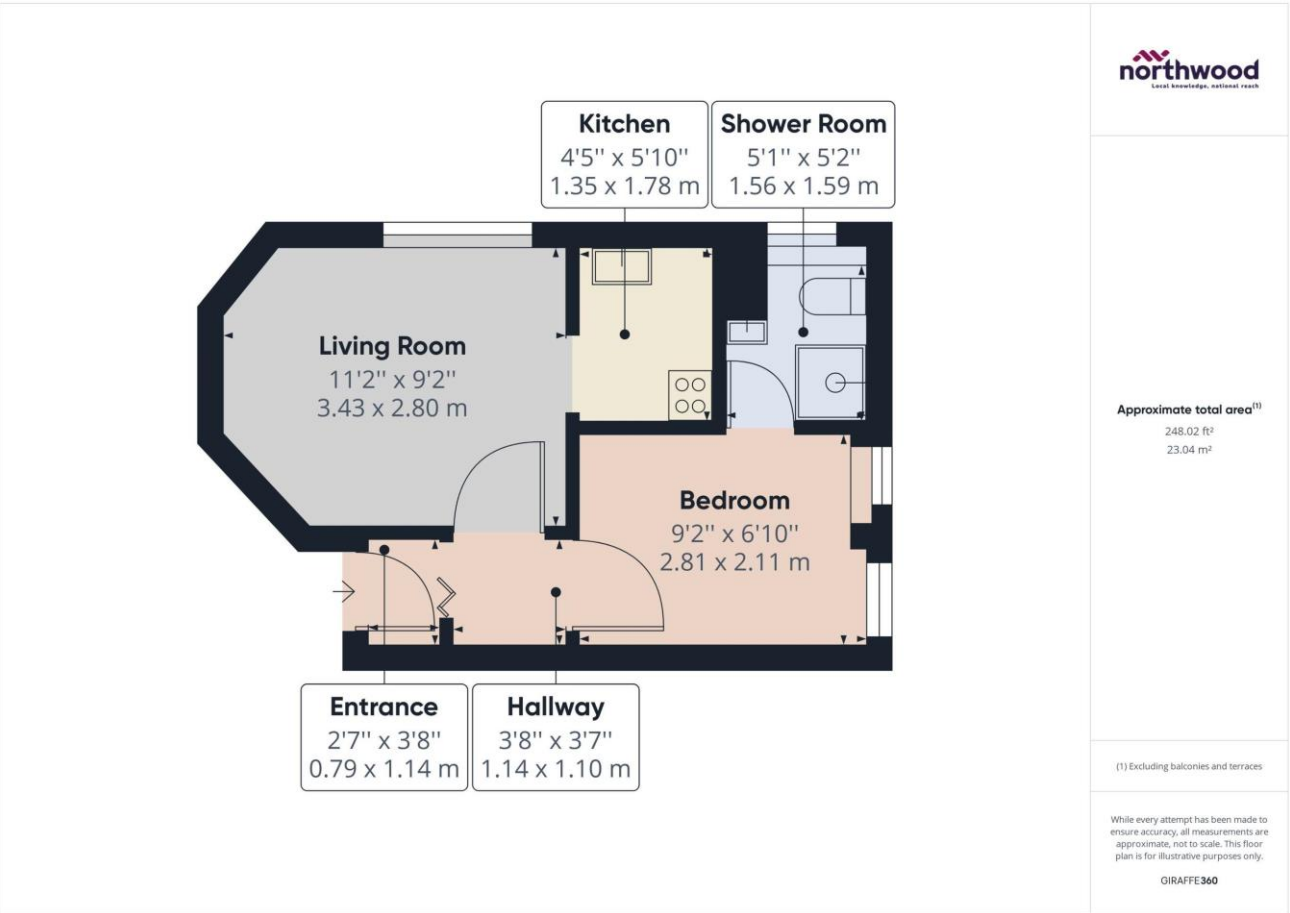 Kitchen
4'5'' x 5'10''
1.35 x 1.78 m
Shower Room
5'1'' x 5'2''
1.56 x 1.59 m
Living Room
11'2'' x 9'2''
3.43 x 2.80 m
Bedroom
9'2'' x 6'10''
2.81 x 2.11 m
Entrance
2'7'' x 3'8''
0.79 x 1.14 m
Hallway
3'8'' x 3'7''
1.14 x 1.10 m
northwood
Local knowledge, national reach
Approximate total area(1)
248.02 ft²
23.04 m²
(1) Excluding balconies and terraces
While every attempt has been made to
ensure accuracy, all measurements are
approximate, not to scale. This floor
plan is for illustrative purposes only.
GIRAFFE360